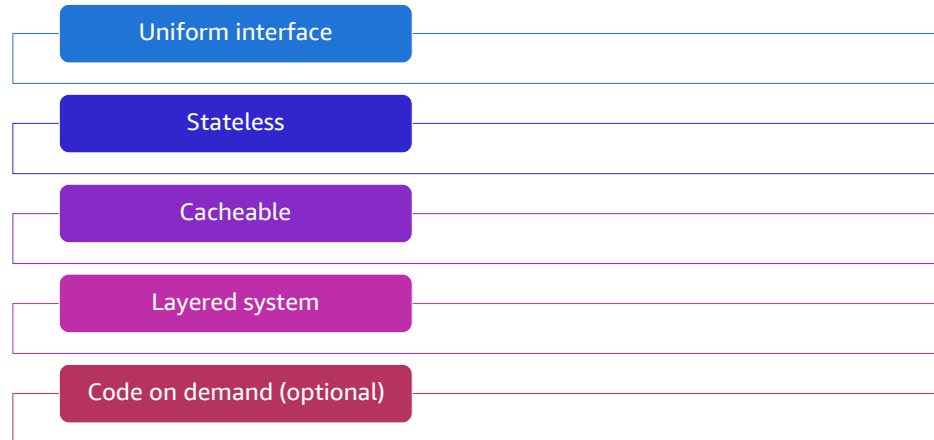 Uniform interface
Stateless
Cacheable
Layered system
Code on demand (optional)